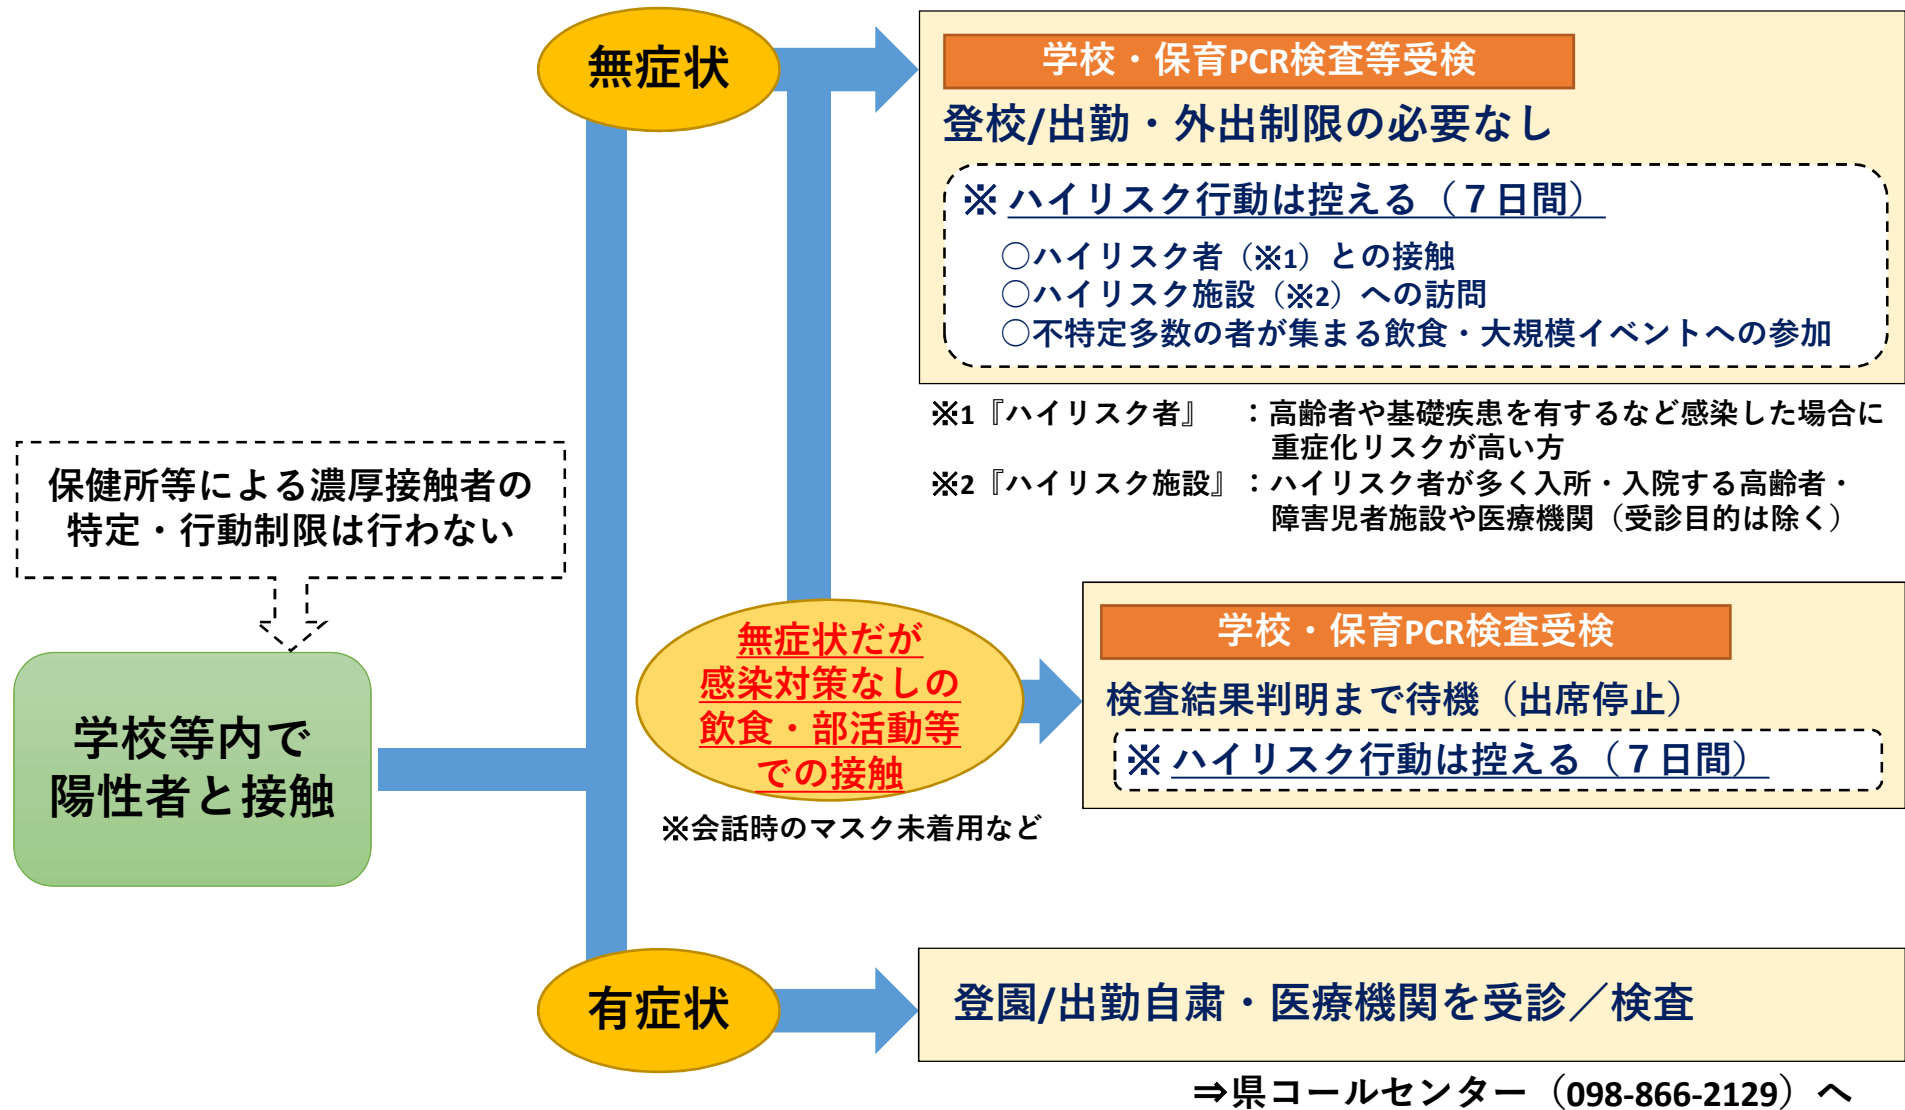 無症状
学校・保育PCR検査等受検
登校/出勤・外出制限の必要なし
※ ハイリスク行動は控える（７日間）
○ハイリスク者（※1）との接触
○ハイリスク施設（※2）への訪問
○不特定多数の者が集まる飲食・大規模イベントへの参加
※1『ハイリスク者』　：高齢者や基礎疾患を有するなど感染した場合に
重症化リスクが高い方
※2『ハイリスク施設』：ハイリスク者が多く入所・入院する高齢者・
障害児者施設や医療機関（受診目的は除く）
保健所等による濃厚接触者の
特定・行動制限は行わない
学校等内で
陽性者と接触
無症状だが
感染対策なしの
飲食・部活動等
での接触
※会話時のマスク未着用など
学校・保育PCR検査受検
検査結果判明まで待機（出席停止）
※ ハイリスク行動は控える（７日間）
有症状
登園/出勤自粛・医療機関を受診／検査
⇒県コールセンター（098-866-2129）へ